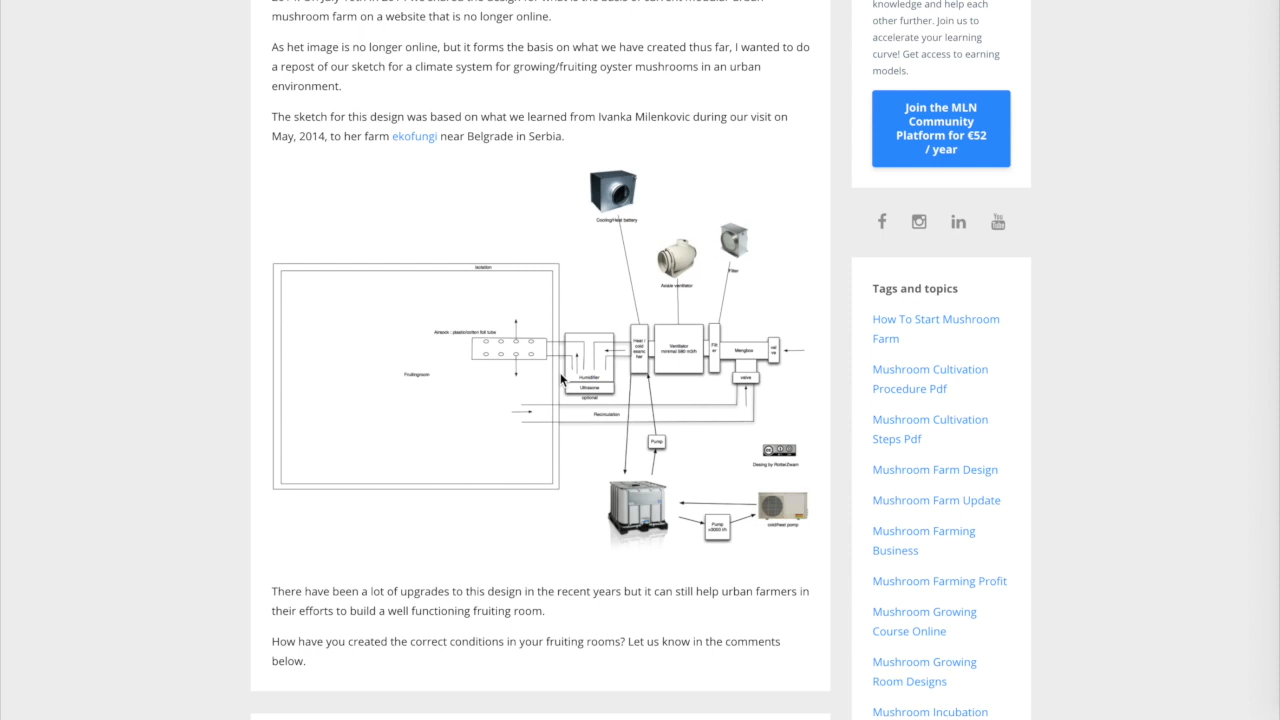 mushroom farm on a website that is no longer online.
As het image is no longer online, but it forms the basis on what we have created thus far, I wanted to do
a repost of our sketch for a climate system for growing/fruiting oyster mushrooms in an urban
environment.
The sketch for this design was based on what we learned from Ivanka Milenkovic during our visit on
May, 2014, to her farm ekofungi near Belgrade in Serbia.
Cooling/Heat battery
Axiale ventilator
Filter
isolation
Airsock : plastic/cotton foil tube
Fruitingroom
Heat /
cold
Ventilator
Filt
er
Mengbox
val
ve
valve
Humidifier
Ultrasone
optional
Recirculation
Pump
Desing by RotterZwam
Pump
cold/heat pump
There have been a lot of upgrades to this design in the recent years but it can still help urban farmers in
their efforts to build a well functioning fruiting room.
How have you created the correct conditions in your fruiting rooms? Let us know in the comments
below.
knowledge and help each
other further. Join us to
accelerate your learning
curve! Get access to earning
models.
Join the MLN
Community
Platform for €52
/ year
You
Tube
Tags and topics
How To Start Mushroom
Farm
Mushroom Cultivation
Procedure Pdf
Mushroom Cultivation
Steps Pdf
Mushroom Farm Design
Mushroom Farm Update
Mushroom Farming
Business
Mushroom Farming Profit
Mushroom Growing
Course Online
Mushroom Growing
Room Designs
Mushroom Incubation